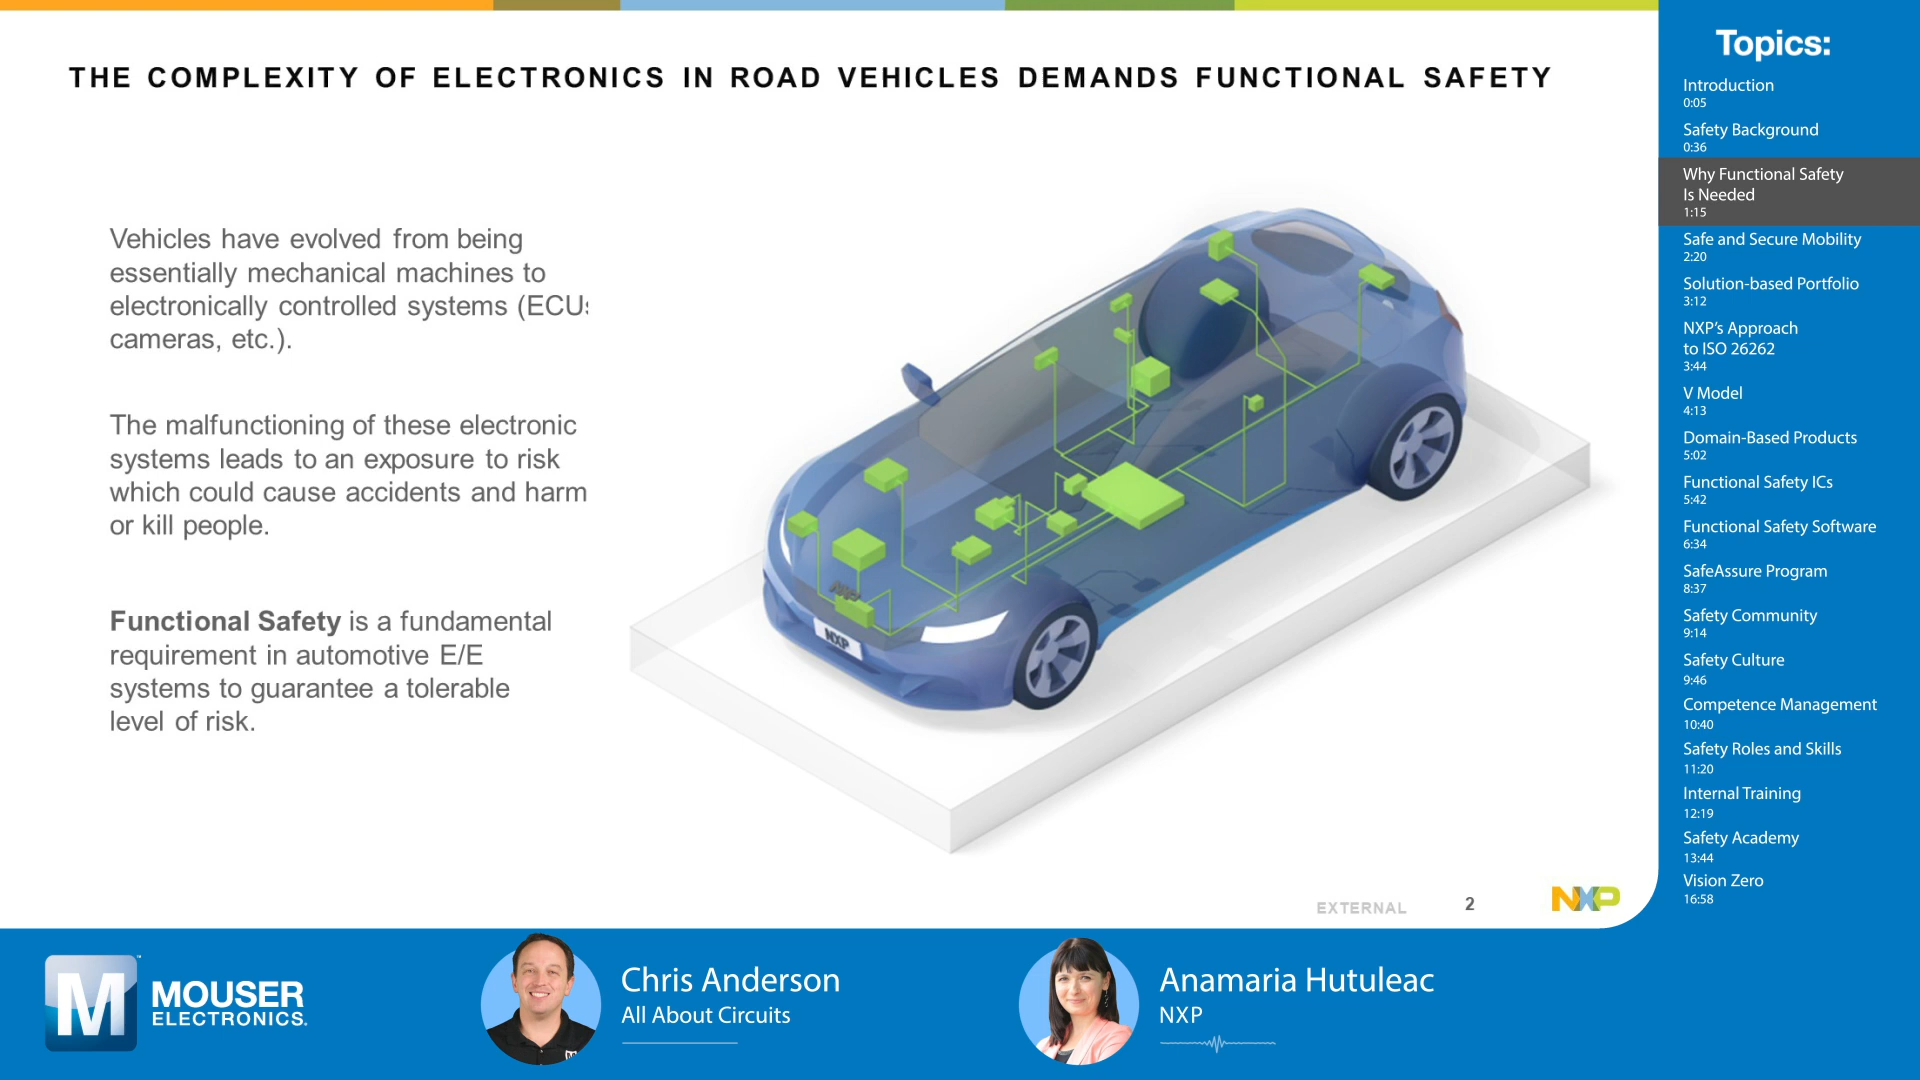 THE COMPLEXITY OF ELECTRONICS IN ROAD VEHICLES DEMANDS FUNCTIONAL SAFETY
Vehicles have evolved from being
essentially mechanical machines to
electronically controlled systems (ECUs
cameras, etc.).
The malfunctioning of these electronic
systems leads to an exposure to risk
which could cause accidents and harm
or kill people.
Functional Safety is a fundamental
requirement in automotive E/E
systems to guarantee a tolerable
level of risk.
NXP
NXP
EXTERNAL
2
NXP
Topics:
Introduction
0:05
Safety Background
0:36
Why Functional Safety
Is Needed
1:15
Safe and Secure Mobility
2:20
Solution-based Portfolio
3:12
NXP's Approach
to ISO 26262
3:44
V Model
4:13
Domain-Based Products
5:02
Functional Safety ICs
5:42
Functional Safety Software
6:34
SafeAssure Program
8:37
Safety Community
9:14
Safety Culture
9:46
Competence Management
10:40
Safety Roles and Skills
11:20
Internal Training
12:19
Safety Academy
13:44
Vision Zero
16:58
M
MOUSER
ELECTRONICS.
Chris Anderson
All About Circuits
Anamaria Hutuleac
NXP